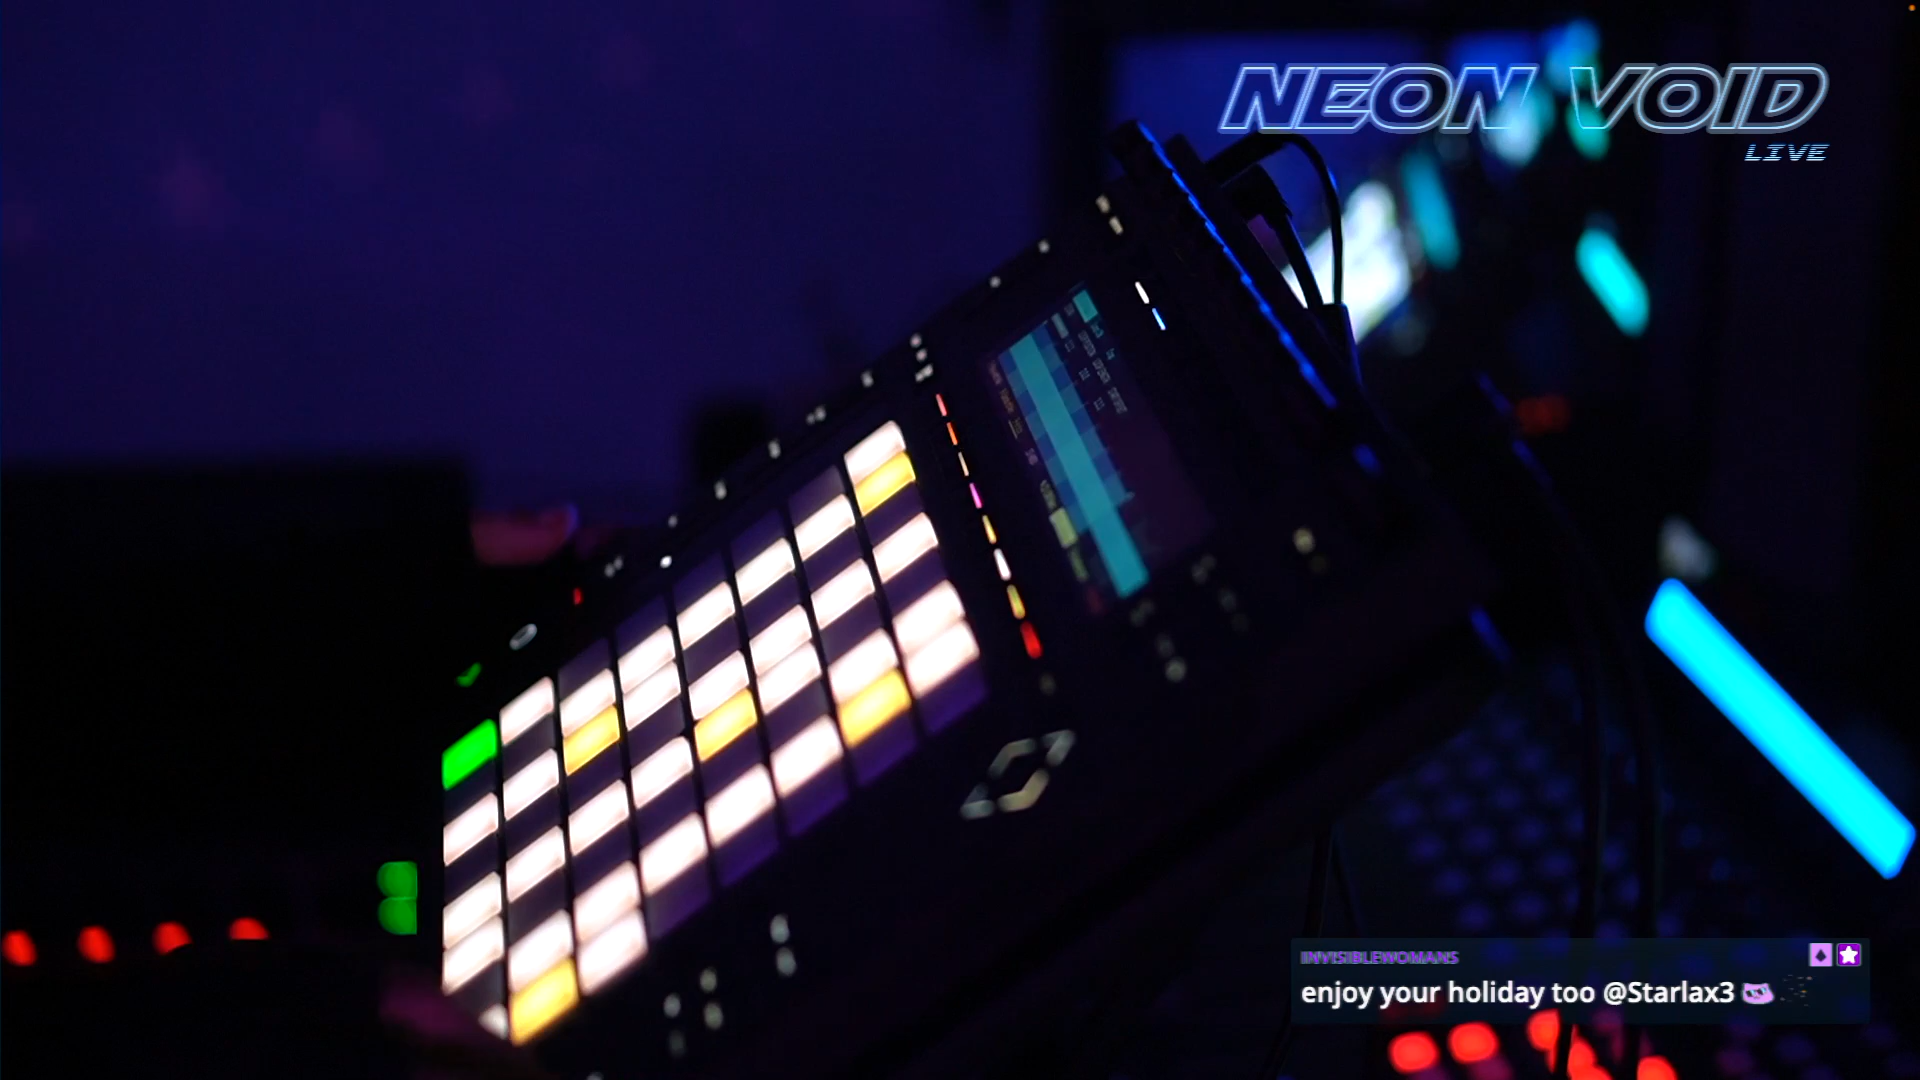 NEON VOID
LIVE
INVISIBLEWOMANS
enjoy your holiday too @Starlax3